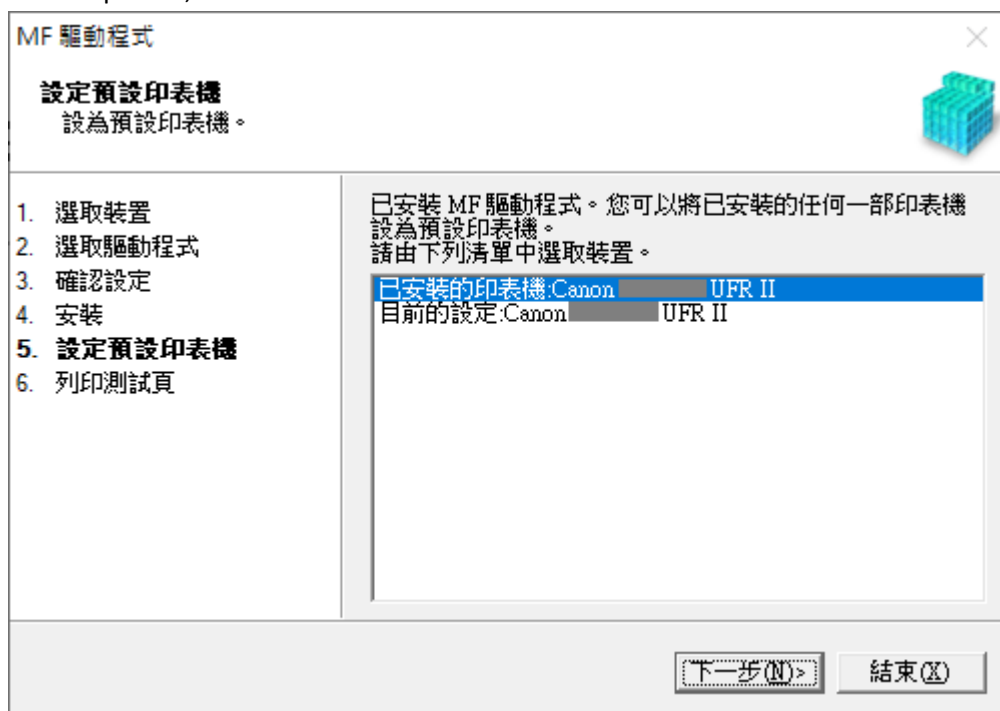 MF 驅動程式
設定預設印表機
設為預設印表機。
1. 選取裝置
2. 選取驅動程式
3. 確認設定
4. 安裝
5. 設定預設印表機
6. 列印測試頁
已安裝 MF 驅動程式。您可以將已安裝的任何一部印表機
設為預設印表機。
請由下列清單中選取裝置。
已安裝的印表機:Canon UFR II
目前的設定:Canon UFR II
下一步(N)>
結束(X)